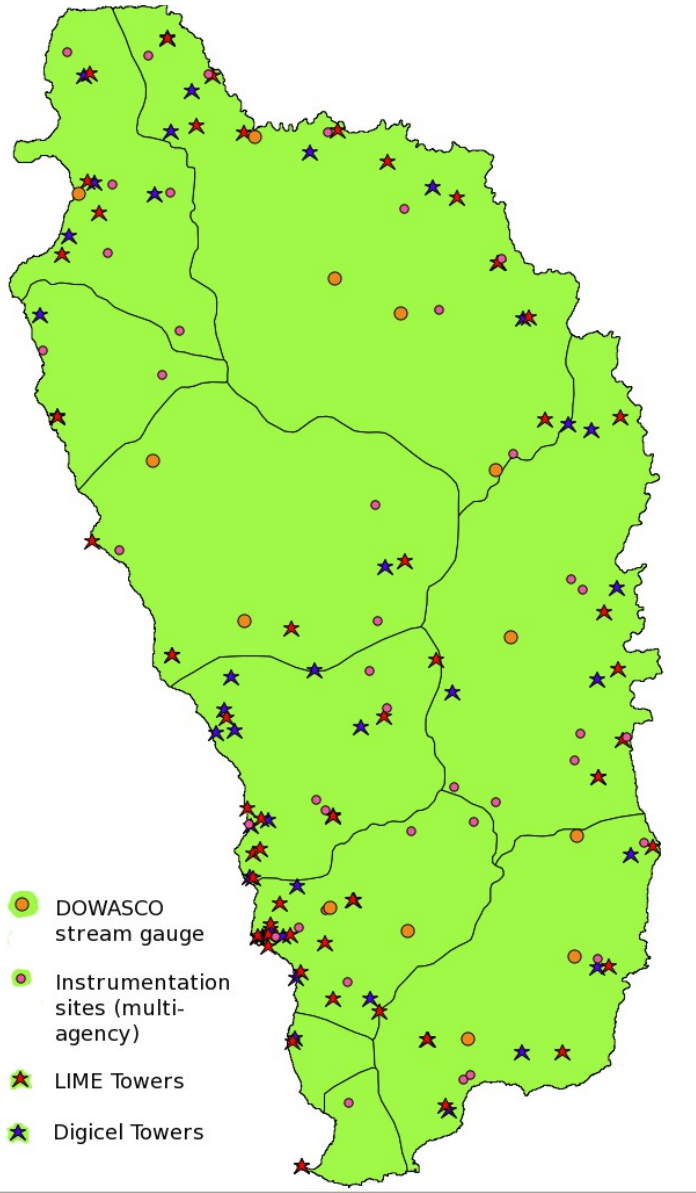 DOWASCO
stream gauge
Instrumentation
sites (multi-
agency)
LIME Towers
Digicel Towers